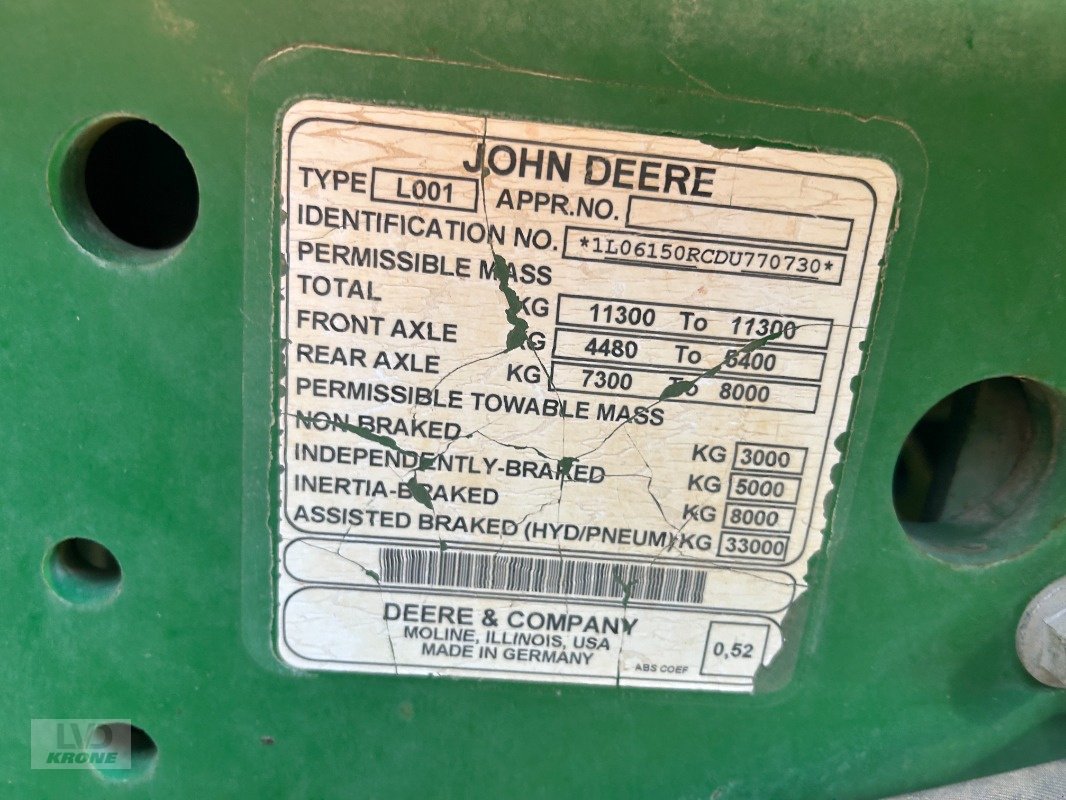 JOHN DEERE
TYPE L001 APPR.NO.
IDENTIFICATION NO. *1L06150RCDU770730*
PERMISSIBLE MASS
TOTAL KG 11300 To 11300
FRONT AXLE KG 4480 To 6400
REAR AXLE KG 7300 To 8000
PERMISSIBLE TOWABLE MASS
NON BRAKED KG 3000
INDEPENDENTLY-BRAKED KG 5000
INERTIA-BRAKED KG 8000
ASSISTED BRAKED (HYD/PNEUM) KG 33000
DEERE & COMPANY
MOLINE, ILLINOIS, USA
MADE IN GERMANY
ABS COEF 0,52
LVD
KRONE